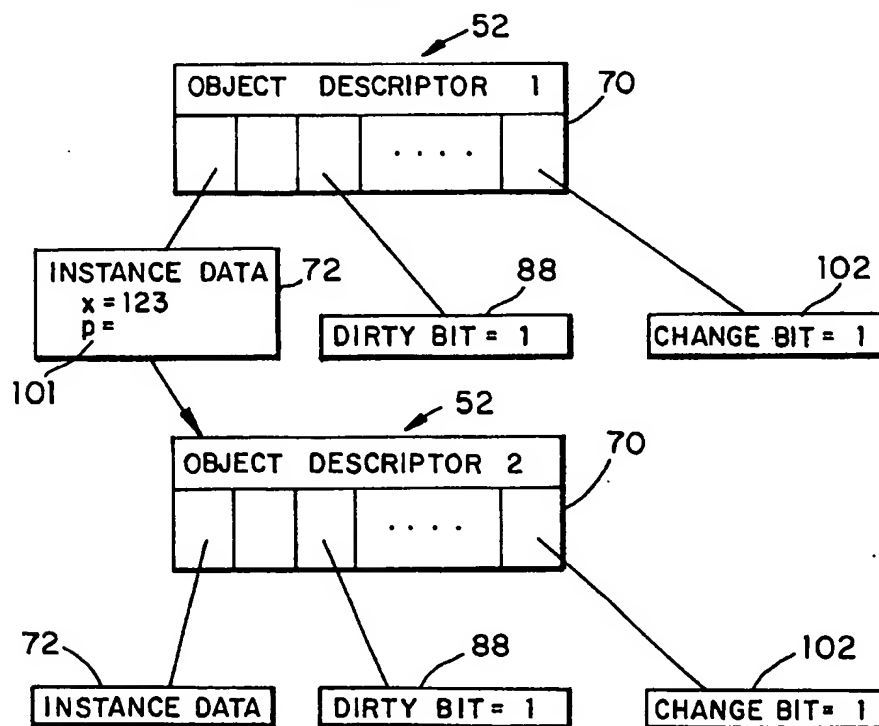 52
OBJECT DESCRIPTOR 1
70
. . . .
INSTANCE DATA
x = 123
p =
72
101
88
DIRTY BIT = 1
102
CHANGE BIT = 1
52
OBJECT DESCRIPTOR 2
70
. . . .
72
INSTANCE DATA
88
DIRTY BIT = 1
102
CHANGE BIT = 1